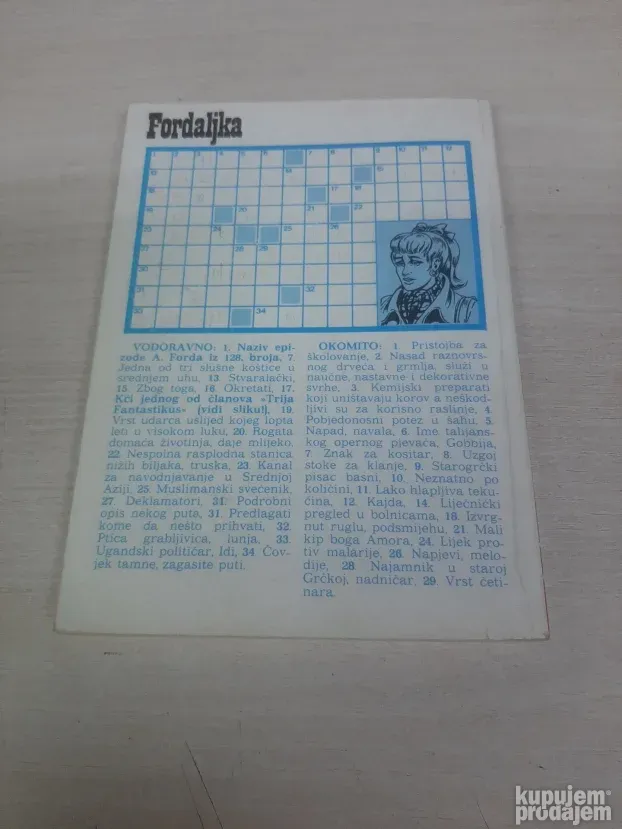 Fordaljka
VODORAVNO: 1. Naziv epi-
zode A. Forda iz 128. broja, 7.
Jedna od tri slušne koštice u
srednjem uhu, 13. Stvaralački,
15. Zbog toga, 16. Okretati, 17.
Kći jednog od članova »Trija
Fantastikus« (vidi sliku!), 19.
Vrst udarca uslijed kojeg lopta
leti u visokom luku, 20. Rogata
domaća životinja, daje mlijeko,
22. Nespolna rasplodna stanica
nižih biljaka, truska, 23. Kanal
za navodnjavanje u Srednjoj
Aziji, 25. Muslimanski svećenik,
27. Deklamatori, 31. Podrobni
opis nekog puta, 31. Predlagati
kome da nešto prihvati, 32.
Ptica grabljivica, lunja, 33.
Ugandski političar, Idi, 34. Čov-
jek tamne, zagasite puti.
OKOMITO: 1. Pristojba za
školovanje, 2. Nasad raznovrs-
nog drveća i grmlja, služi u
naučne, nastavne i dekorativne
svrhe, 3. Kemijski preparati
koji uništavaju korov a neškod-
ljivi su za korisno raslinje, 4.
Pobjedonosni potez u šahu, 5.
Napad, navala, 6. Ime talijans-
kog opernog pjevača, Gobbija,
7. Znak za kositar, 8. Uzgoj
stoke za klanje, 9. Starogrčki
pisac basni, 10. Neznatno po
količini, 11. Lako hlapljiva teku-
ćina, 12. Kajda, 14. Liječnički
pregled u bolnicama, 18. Izvrg-
nut ruglu, podsmijehu, 21. Mali
kip boga Amora, 24. Lijek pro-
tiv malarije, 26. Napjevi, melo-
dije, 28. Najamnik u staroj
Grčkoj, nadničar, 29. Vrst četi-
nara.
kupujem
prodajem